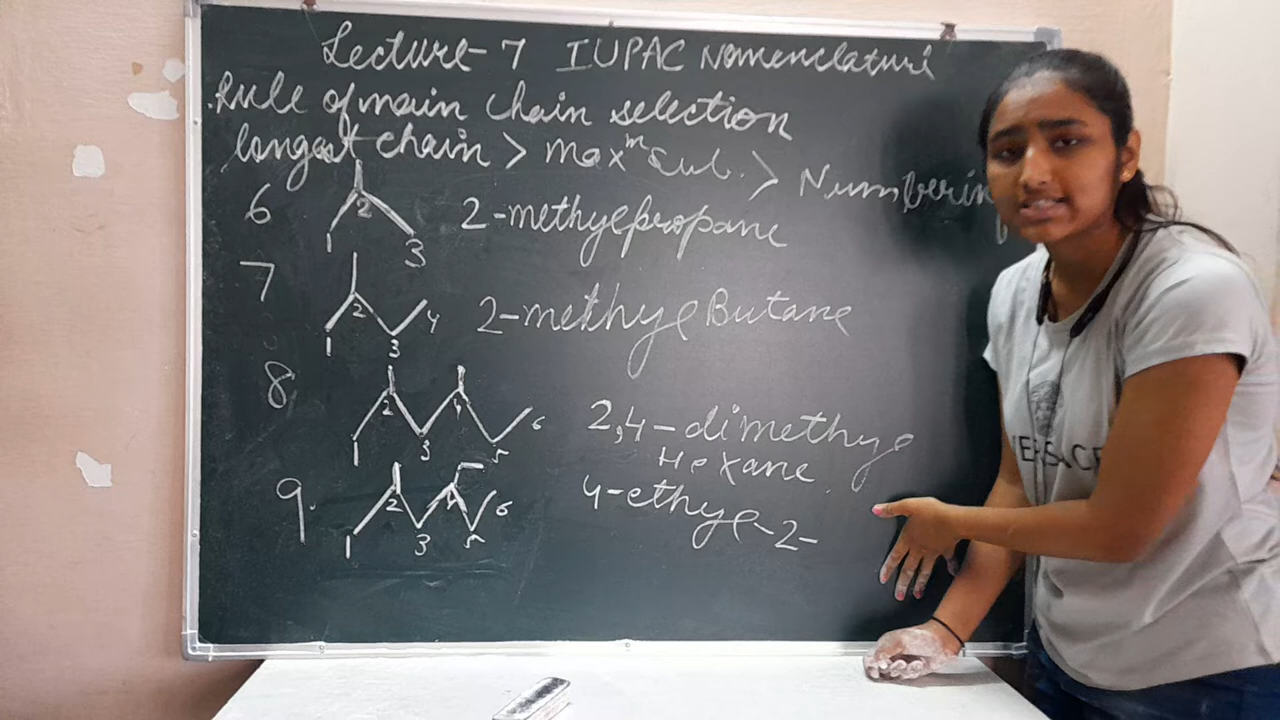 Lecture-7 IUPAC Nomenclaturi
Rule of main chain selection
longest chain > maxᵐ sub. > Numberin
6 2 1 3 2-methylpropane
7 2 4 1 3 2-methyl Butane
8. 2 4 6 1 3 5 2,4-dimethyl
Hexane
9. 2 4 6 1 3 5 4-ethyl-2-